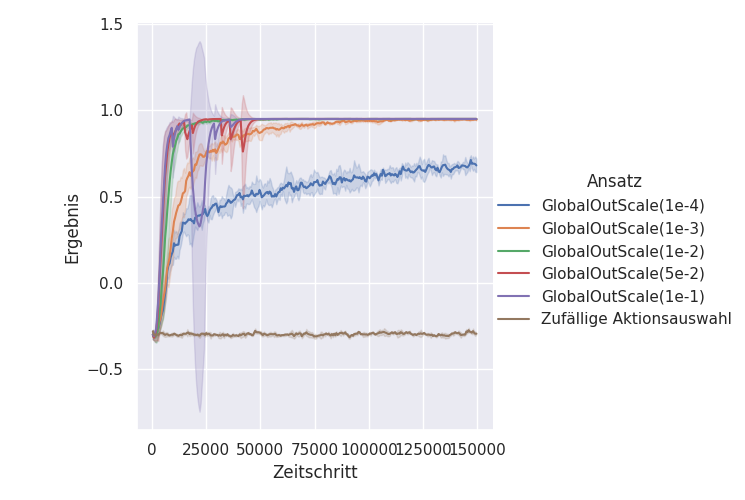 1.5
1.0
0.5
0.0
−0.5
Ergebnis
0 25000 50000 75000 100000 125000 150000
Zeitschritt
Ansatz
GlobalOutScale(1e-4)
GlobalOutScale(1e-3)
GlobalOutScale(1e-2)
GlobalOutScale(5e-2)
GlobalOutScale(1e-1)
Zufällige Aktionsauswahl